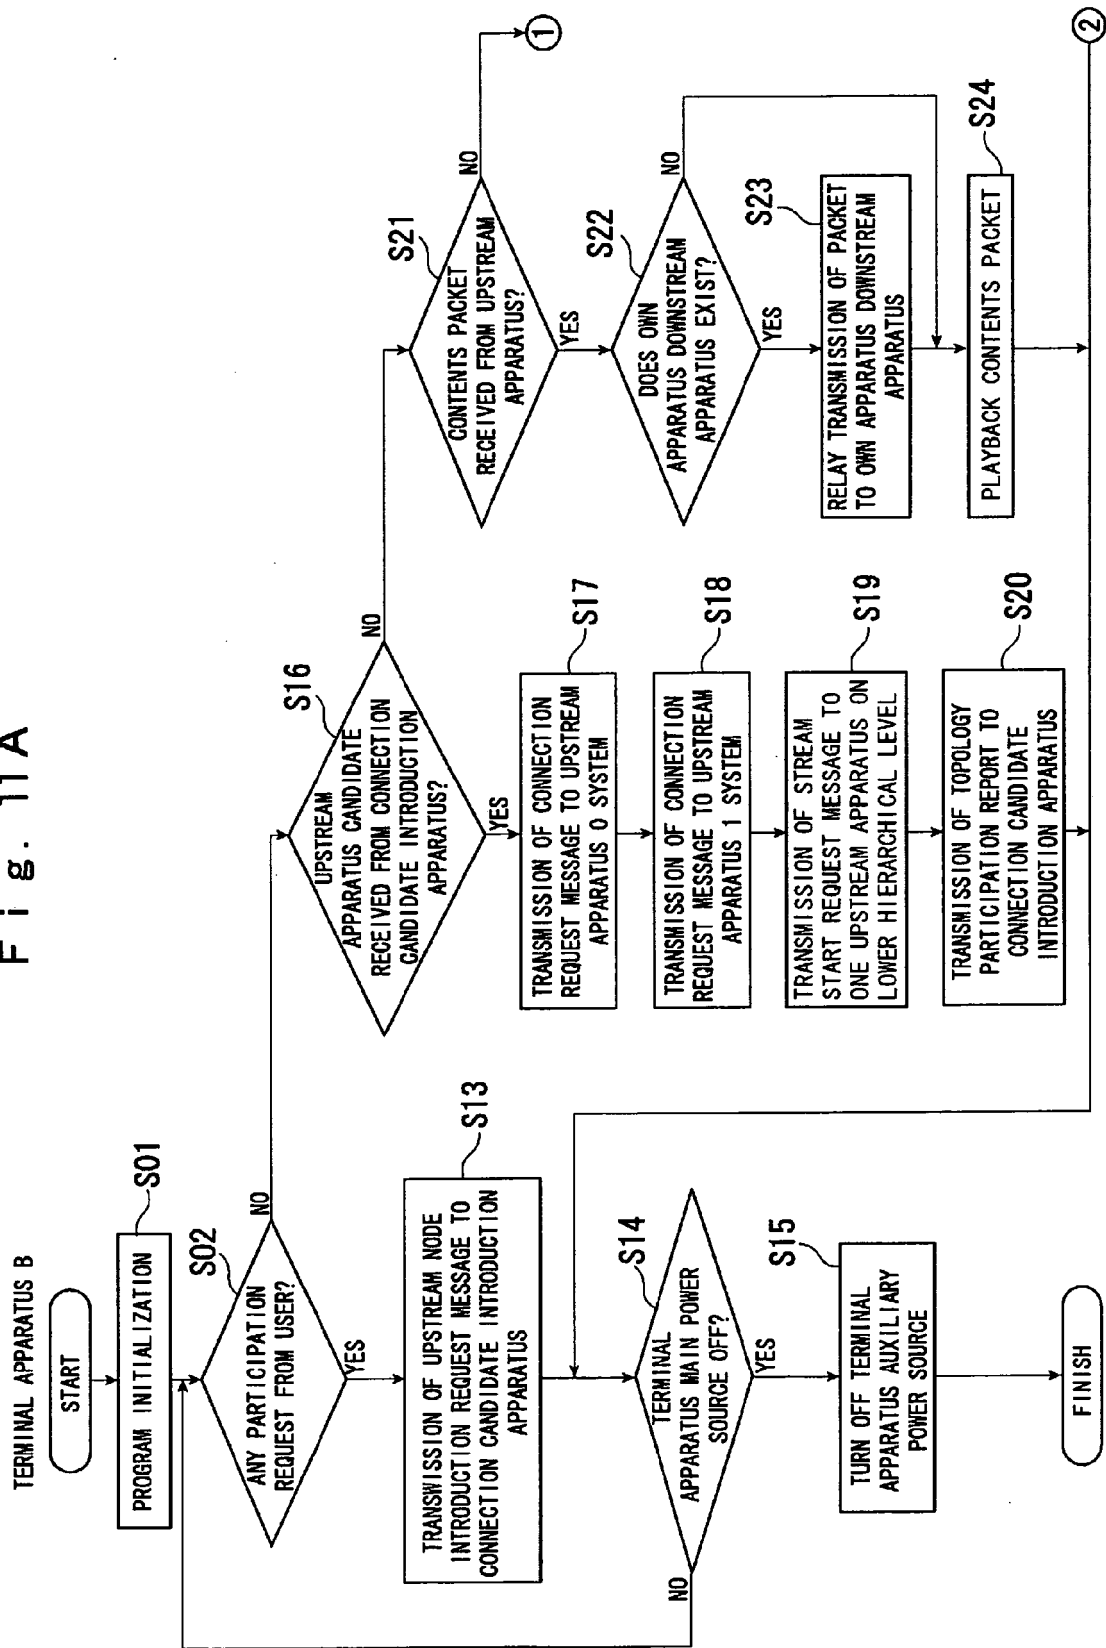 Fig. 11A
TERMINAL APPARATUS B
START
PROGRAM INITIALIZATION
S01
ANY PARTICIPATION
REQUEST FROM USER?
S02
NO
YES
TRANSMISSION OF UPSTREAM NODE
INTRODUCTION REQUEST MESSAGE TO
CONNECTION CANDIDATE INTRODUCTION
APPARATUS
S13
TERMINAL
APPARATUS MAIN POWER
SOURCE OFF?
S14
NO
YES
TURN OFF TERMINAL
APPARATUS AUXILIARY
POWER SOURCE
S15
FINISH
UPSTREAM
APPARATUS CANDIDATE
RECEIVED FROM CONNECTION
CANDIDATE INTRODUCTION
APPARATUS?
S16
NO
YES
TRANSMISSION OF CONNECTION
REQUEST MESSAGE TO UPSTREAM
APPARATUS 0 SYSTEM
S17
TRANSMISSION OF CONNECTION
REQUEST MESSAGE TO UPSTREAM
APPARATUS 1 SYSTEM
S18
TRANSMISSION OF STREAM
START REQUEST MESSAGE TO
ONE UPSTREAM APPARATUS ON
LOWER HIERARCHICAL LEVEL
S19
TRANSMISSION OF TOPOLOGY
PARTICIPATION REPORT TO
CONNECTION CANDIDATE
INTRODUCTION APPARATUS
S20
CONTENTS PACKET
RECEIVED FROM UPSTREAM
APPARATUS?
S21
NO
YES
1
DOES OWN
APPARATUS DOWNSTREAM
APPARATUS EXIST?
S22
NO
YES
RELAY TRANSMISSION OF PACKET
TO OWN APPARATUS DOWNSTREAM
APPARATUS
S23
PLAYBACK CONTENTS PACKET
S24
2